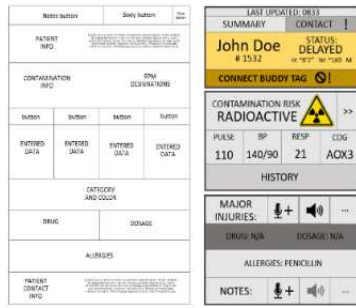 Notes button Body button
PATIENT
INFO
CONTAMINATION
INFO
PPM
DESIGNATIONS
button button button button
ENTERED
DATA
ENTERED
DATA
ENTERED
DATA
ENTERED
DATA
CATEGORY
AND COLOR
DRUG DOSAGE
ALLERGIES
PATIENT
CONTACT
INFO
LAST UPDATED: 0833
SUMMARY CONTACT !
John Doe
# 1532
STATUS:
DELAYED
CONNECT BUDDY TAG
CONTAMINATION RISK
RADIOACTIVE >>
PULSE BP RESP COG
110 140/90 21 AOX3
HISTORY
MAJOR
INJURIES: + ...
DRUG: N/A DOSAGE: N/A
ALLERGIES: PENICILLIN
NOTES: + ...